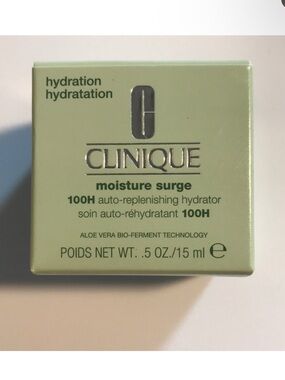 hydration
hydratation
CLINIQUE
moisture surge
100H auto-replenishing hydrator
soin auto-réhydratant 100H
ALOE VERA BIO-FERMENT TECHNOLOGY
POIDS NET WT. .5 OZ./15 ml ℮